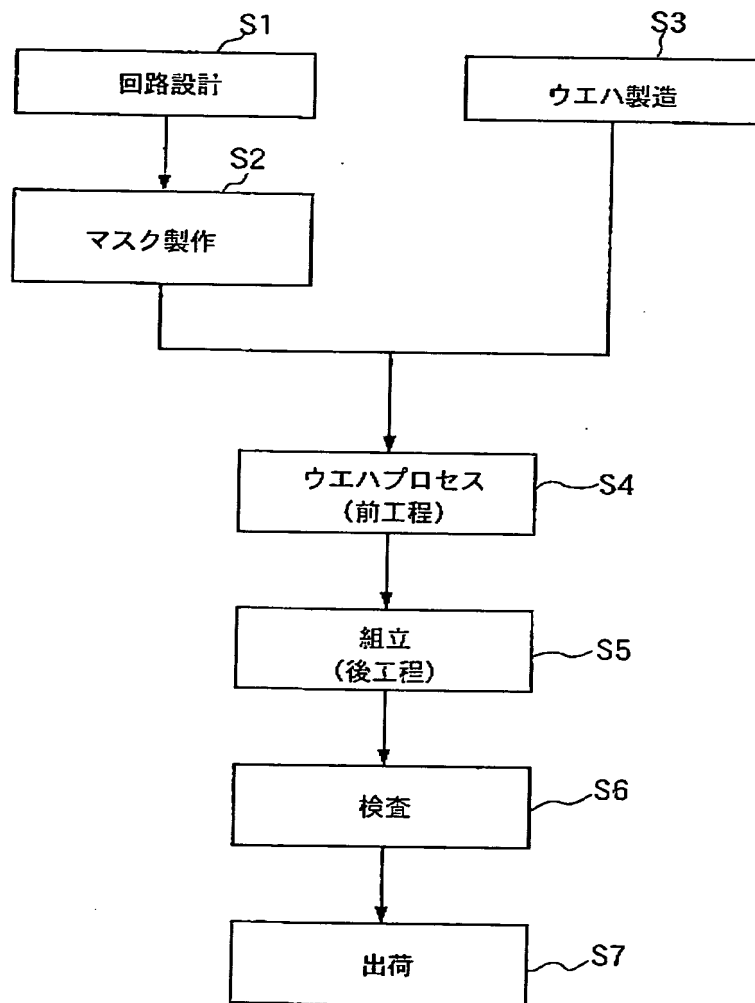 S1
回路設計
S3
ウエハ製造
S2
マスク製作
ウエハプロセス
(前工程)
S4
組立
(後工程)
S5
検査
S6
出荷
S7